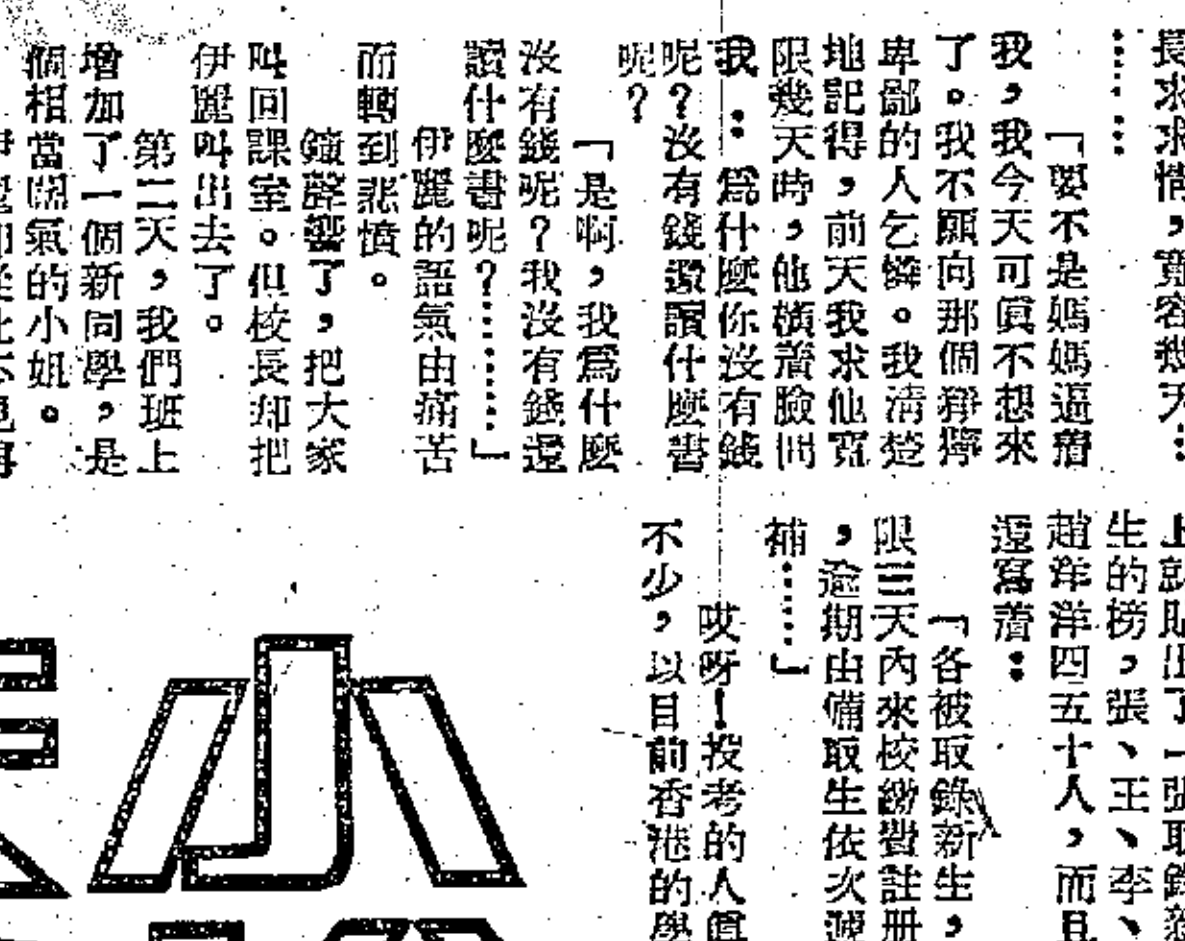 長求求情，寬容幾天：
……
「要不是媽媽逼着
我，我今天可眞不想來
了。我不願向那個猙獰
卑鄙的人乞憐。我清楚
地記得，前天我求他寬
限幾天時，他橫着臉問
我：爲什麼你沒有錢
呢？沒有錢還讀什麼書
呢？
「是啊，我爲什麼
沒有錢呢？我沒有錢還
讀什麼書呢？……」
伊麗的語氣由痛苦
而轉到悲憤。
鐘聲響了，把大家
叫回課室。但校長却把
伊麗叫出去了。
第二天，我們班上
增加了一個新同學，是
個相當闊氣的小姐。
上就貼出了一張取錄新
生的榜，張、王、李、
趙洋洋四五十人，而且
還寫着：
「各被取錄新生，
限三天內來校繳費註册
，逾期由備取生依次遞
補……」
哎呀！投考的人眞
不少，以目前香港的學
小